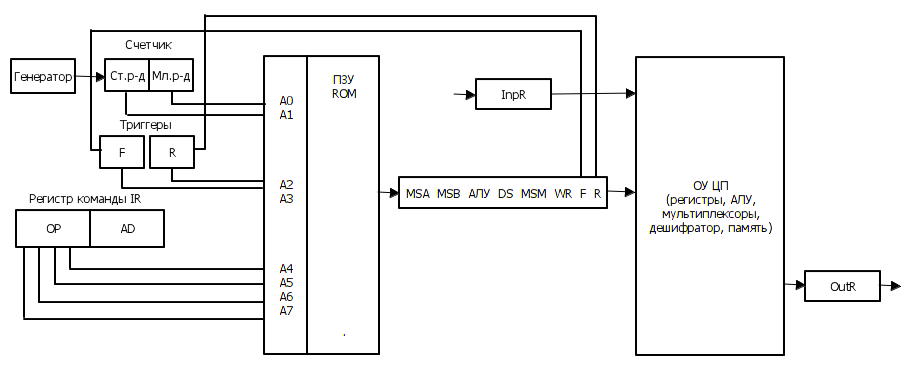 Счетчик
Генератор
Ст.р-д
Мл.р-д
Триггеры
F
R
Регистр команды IR
OP
AD
A0
A1
A2
A3
A4
A5
A6
A7
ПЗУ
ROM
InpR
MSA MSB АЛУ DS MSM WR F R
ОУ ЦП
(регистры, АЛУ,
мультиплексоры,
дешифратор, память)
OutR